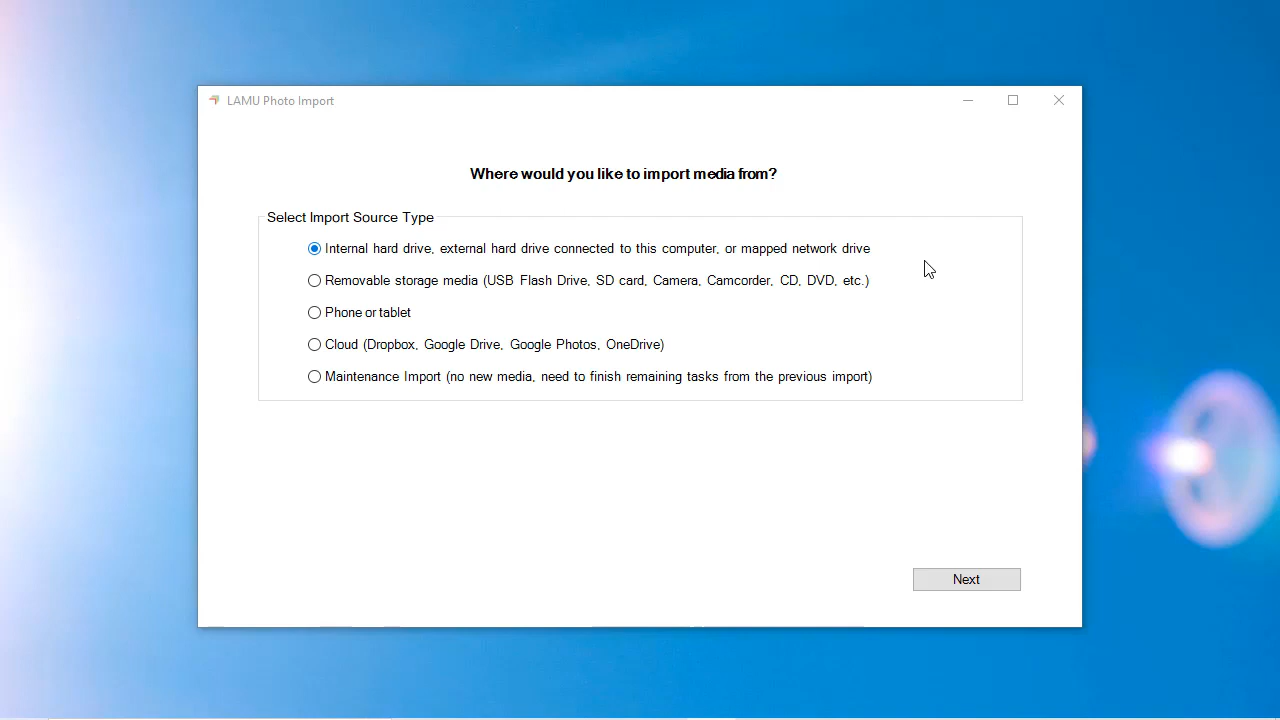 LAMU Photo Import
Where would you like to import media from?
Select Import Source Type
Internal hard drive, external hard drive connected to this computer, or mapped network drive
Removable storage media (USB Flash Drive, SD card, Camera, Camcorder, CD, DVD, etc.)
Phone or tablet
Cloud (Dropbox, Google Drive, Google Photos, OneDrive)
Maintenance Import (no new media, need to finish remaining tasks from the previous import)
Next